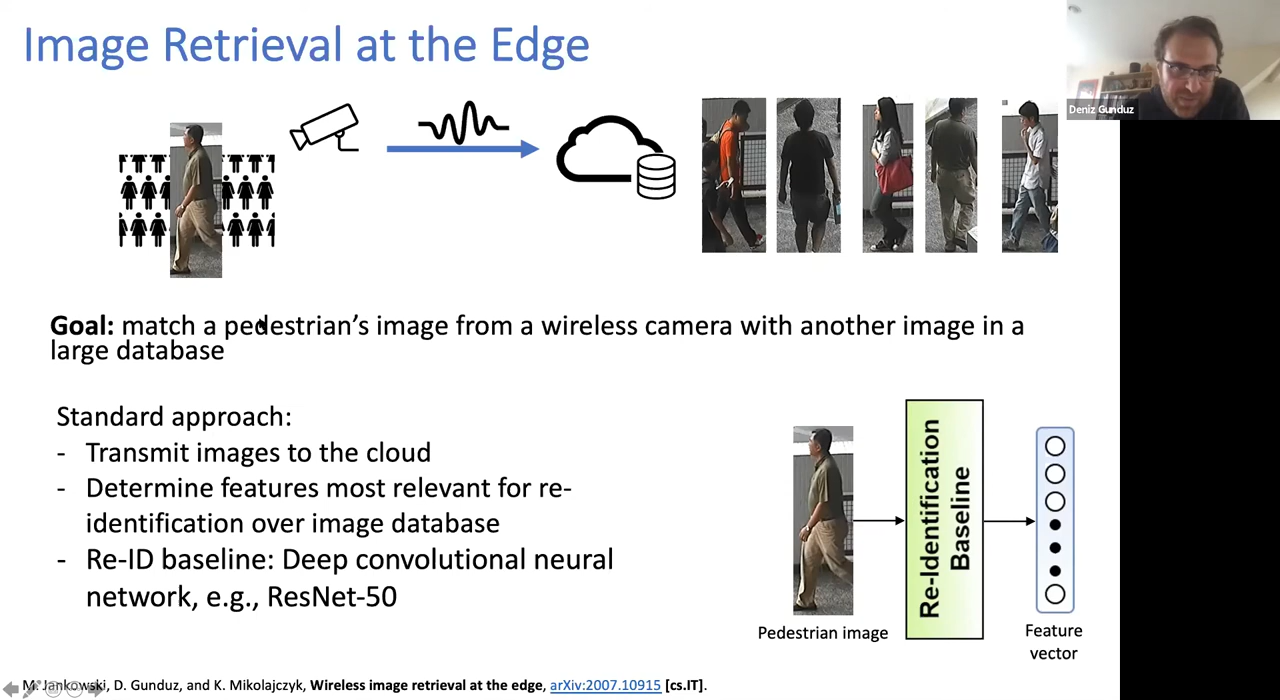 Image Retrieval at the Edge
Deniz Gunduz
Goal: match a pedestrian's image from a wireless camera with another image in a
large database
Standard approach:
- Transmit images to the cloud
- Determine features most relevant for re-
identification over image database
- Re-ID baseline: Deep convolutional neural
network, e.g., ResNet-50
Re-Identification
Baseline
Pedestrian image
Feature
vector
M. Jankowski, D. Gunduz, and K. Mikolajczyk, Wireless image retrieval at the edge, arXiv:2007.10915 [cs.IT].